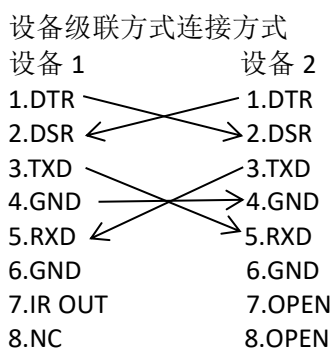 设备级联方式连接方式
设备 1 设备 2
1.DTR 1.DTR
2.DSR 2.DSR
3.TXD 3.TXD
4.GND 4.GND
5.RXD 5.RXD
6.GND 6.GND
7.IR OUT 7.OPEN
8.NC 8.OPEN